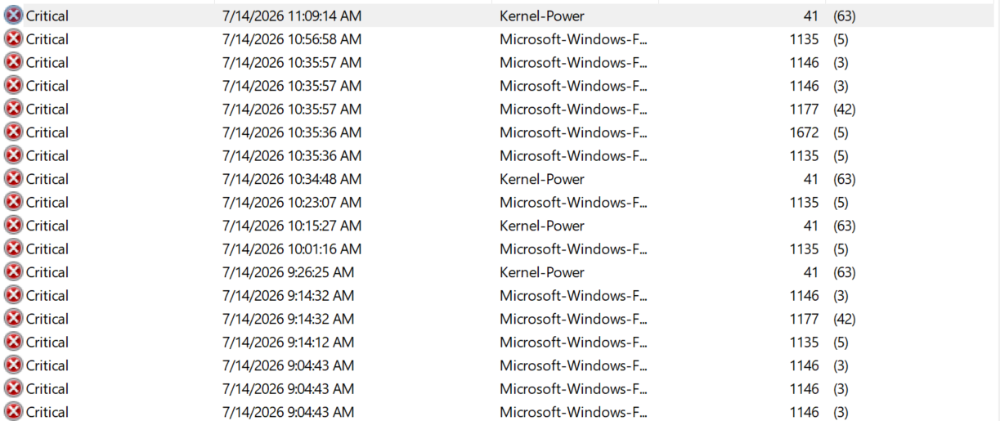 Critical 7/14/2026 11:09:14 AM Kernel-Power 41 (63)
Critical 7/14/2026 10:56:58 AM Microsoft-Windows-F... 1135 (5)
Critical 7/14/2026 10:35:57 AM Microsoft-Windows-F... 1146 (3)
Critical 7/14/2026 10:35:57 AM Microsoft-Windows-F... 1146 (3)
Critical 7/14/2026 10:35:57 AM Microsoft-Windows-F... 1177 (42)
Critical 7/14/2026 10:35:36 AM Microsoft-Windows-F... 1672 (5)
Critical 7/14/2026 10:35:36 AM Microsoft-Windows-F... 1135 (5)
Critical 7/14/2026 10:34:48 AM Kernel-Power 41 (63)
Critical 7/14/2026 10:23:07 AM Microsoft-Windows-F... 1135 (5)
Critical 7/14/2026 10:15:27 AM Kernel-Power 41 (63)
Critical 7/14/2026 10:01:16 AM Microsoft-Windows-F... 1135 (5)
Critical 7/14/2026 9:26:25 AM Kernel-Power 41 (63)
Critical 7/14/2026 9:14:32 AM Microsoft-Windows-F... 1146 (3)
Critical 7/14/2026 9:14:32 AM Microsoft-Windows-F... 1177 (42)
Critical 7/14/2026 9:14:12 AM Microsoft-Windows-F... 1135 (5)
Critical 7/14/2026 9:04:43 AM Microsoft-Windows-F... 1146 (3)
Critical 7/14/2026 9:04:43 AM Microsoft-Windows-F... 1146 (3)
Critical 7/14/2026 9:04:43 AM Microsoft-Windows-F... 1146 (3)